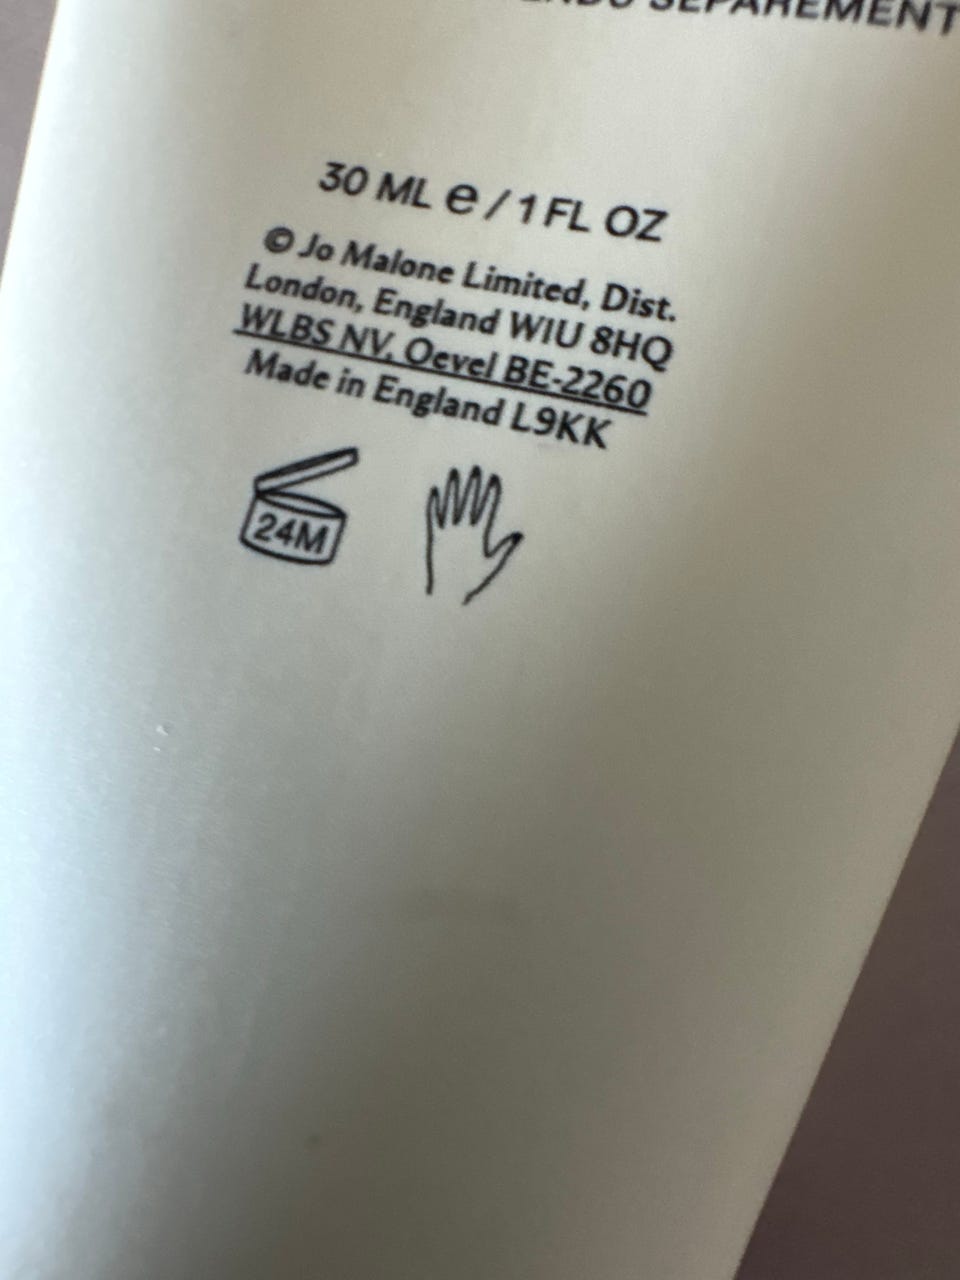 SÉPARÉMENT
30 ML e / 1 FL OZ
© Jo Malone Limited, Dist.
London, England WIU 8HQ
WLBS NV, Oevel BE-2260
Made in England L9KK
24M